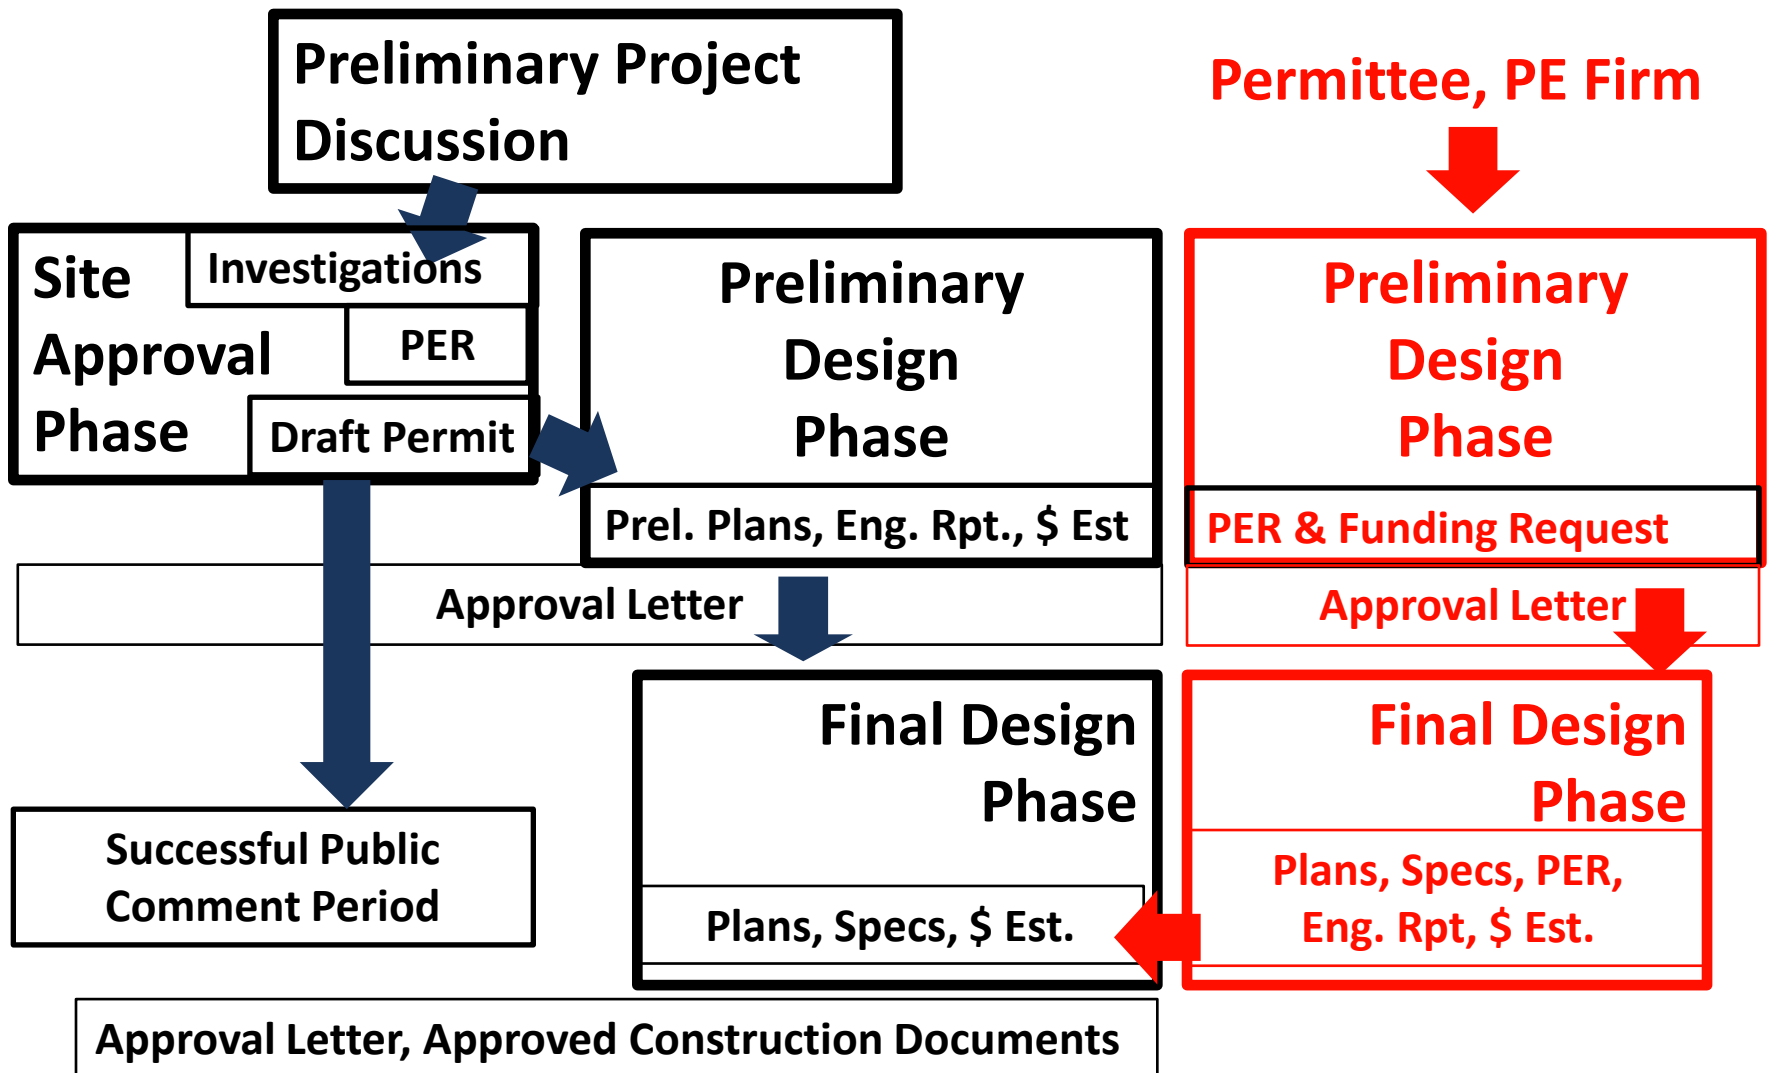 Preliminary Project
Discussion
Permittee, PE Firm
Site
Approval
Phase
Investigations
PER
Draft Permit
Preliminary
Design
Phase
Prel. Plans, Eng. Rpt., $ Est
Preliminary
Design
Phase
PER & Funding Request
Approval Letter
Approval Letter
Final Design
Phase
Plans, Specs, $ Est.
Final Design
Phase
Plans, Specs, PER,
Eng. Rpt, $ Est.
Successful Public
Comment Period
Approval Letter, Approved Construction Documents